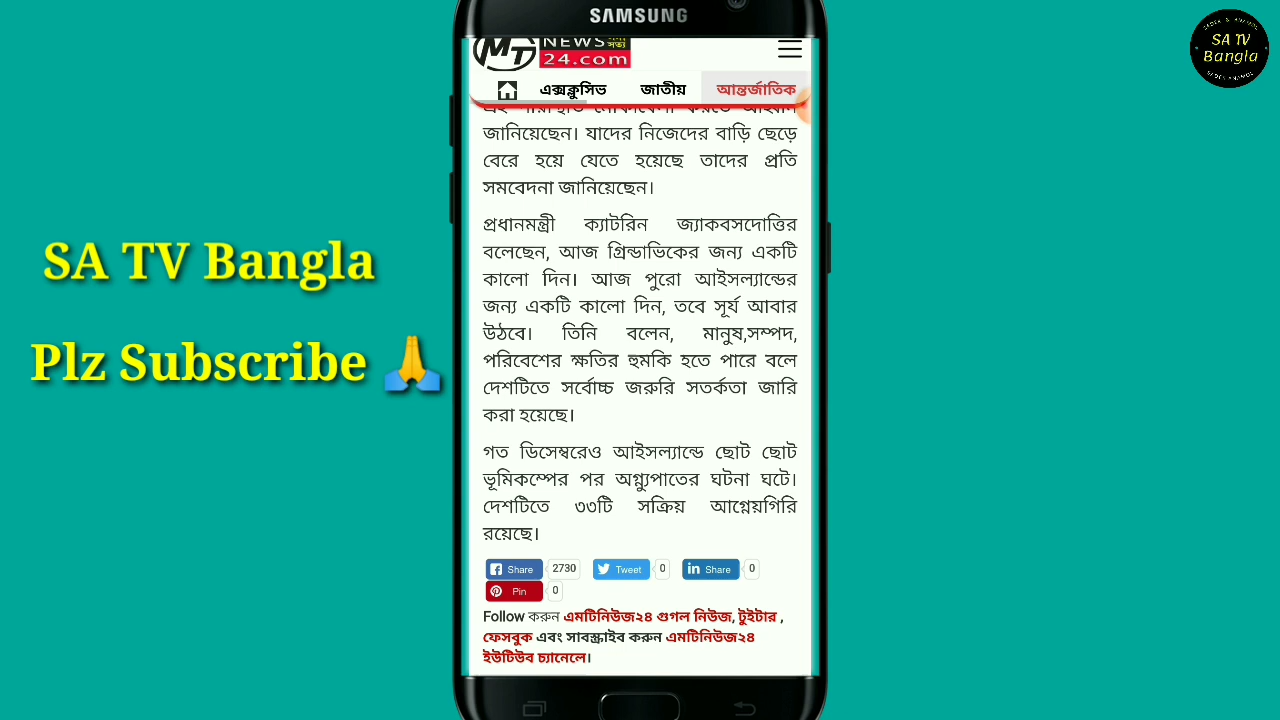 SAMSUNG
MT NEWS
24.com
SA TV
Bangla
এক্সক্লুসিভ জাতীয় আন্তর্জাতিক
জানিয়েছেন। যাদের নিজেদের বাড়ি ছেড়ে
বেরে হয়ে যেতে হয়েছে তাদের প্রতি
সমবেদনা জানিয়েছেন।
প্রধানমন্ত্রী ক্যাটরিন জ্যাকবসদোত্তির
বলেছেন, আজ গ্রিন্ডাভিকের জন্য একটি
কালো দিন। আজ পুরো আইসল্যান্ডের
জন্য একটি কালো দিন, তবে সূর্য আবার
উঠবে। তিনি বলেন, মানুষ,সম্পদ,
পরিবেশের ক্ষতির হুমকি হতে পারে বলে
দেশটিতে সর্বোচ্চ জরুরি সতর্কতা জারি
করা হয়েছে।
গত ডিসেম্বরেও আইসল্যান্ডে ছোট ছোট
ভূমিকম্পের পর অগ্ন্যুপাতের ঘটনা ঘটে।
দেশটিতে ৩৩টি সক্রিয় আগ্নেয়গিরি
রয়েছে।
Share 2730 Tweet 0 Share 0
Pin 0
Follow করুন এমটিনিউজ২৪ গুগল নিউজ, টুইটার ,
ফেসবুক এবং সাবস্ক্রাইব করুন এমটিনিউজ২৪
ইউটিউব চ্যানেলে।
SA TV Bangla
Plz Subscribe 🙏